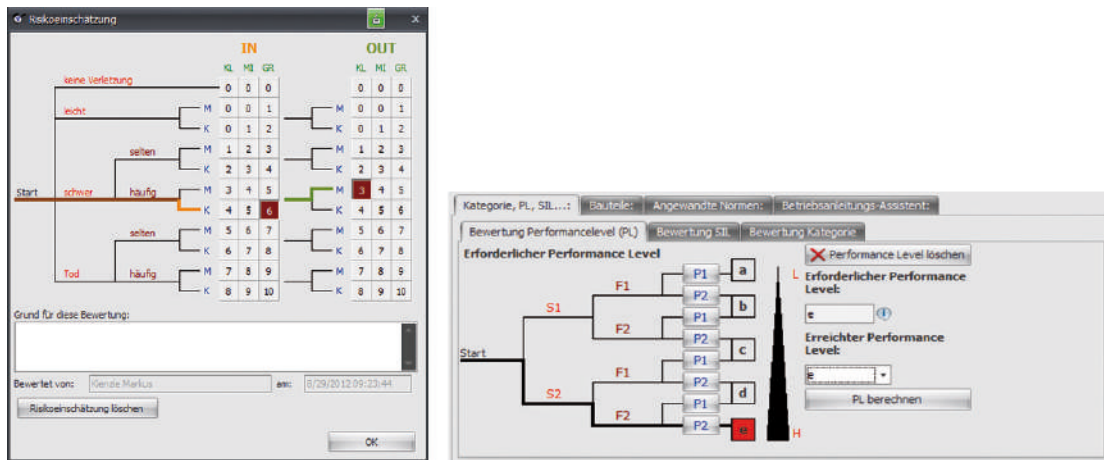 Risikoeinschätzung x
IN OUT
KL MI GR KL MI GR
keine Verletzung 0 0 0 0 0 0
leicht M 0 0 1 M 0 0 1
K 0 1 2 K 0 1 2
selten M 1 2 3 M 1 2 3
K 2 3 4 K 2 3 4
Start schwer häufig M 3 4 5 M 3 4 5
K 4 5 6 K 4 5 6
selten M 5 6 7 M 5 6 7
K 6 7 8 K 6 7 8
Tod häufig M 7 8 9 M 7 8 9
K 8 9 10 K 8 9 10
Grund für diese Bewertung:
Bewertet von: Kienzle Markus am: 8/29/2012 09:23:44
Risikoeinschätzung löschen
OK
Kategorie, PL, SIL...: Bauteile: Angewandte Normen: Betriebsanleitungs-Assistent:
Bewertung Performancelevel (PL) Bewertung SIL Bewertung Kategorie
Erforderlicher Performance Level
Start
S1
F1
P1
a
P2
b
F2
P1
P2
c
S2
F1
P1
P2
d
F2
P1
P2
e
L
H
Performance Level löschen
Erforderlicher Performance
Level:
e
Erreichter Performance
Level:
e
PL berechnen